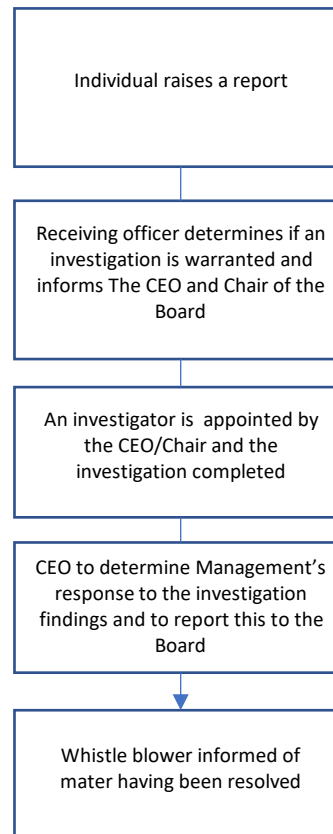 Individual raises a report
Receiving officer determines if an
investigation is warranted and
informs The CEO and Chair of the
Board
An investigator is  appointed by
the CEO/Chair and the
investigation completed
CEO to determine Management’s
response to the investigation
findings and to report this to the
Board
Whistle blower informed of
mater having been resolved